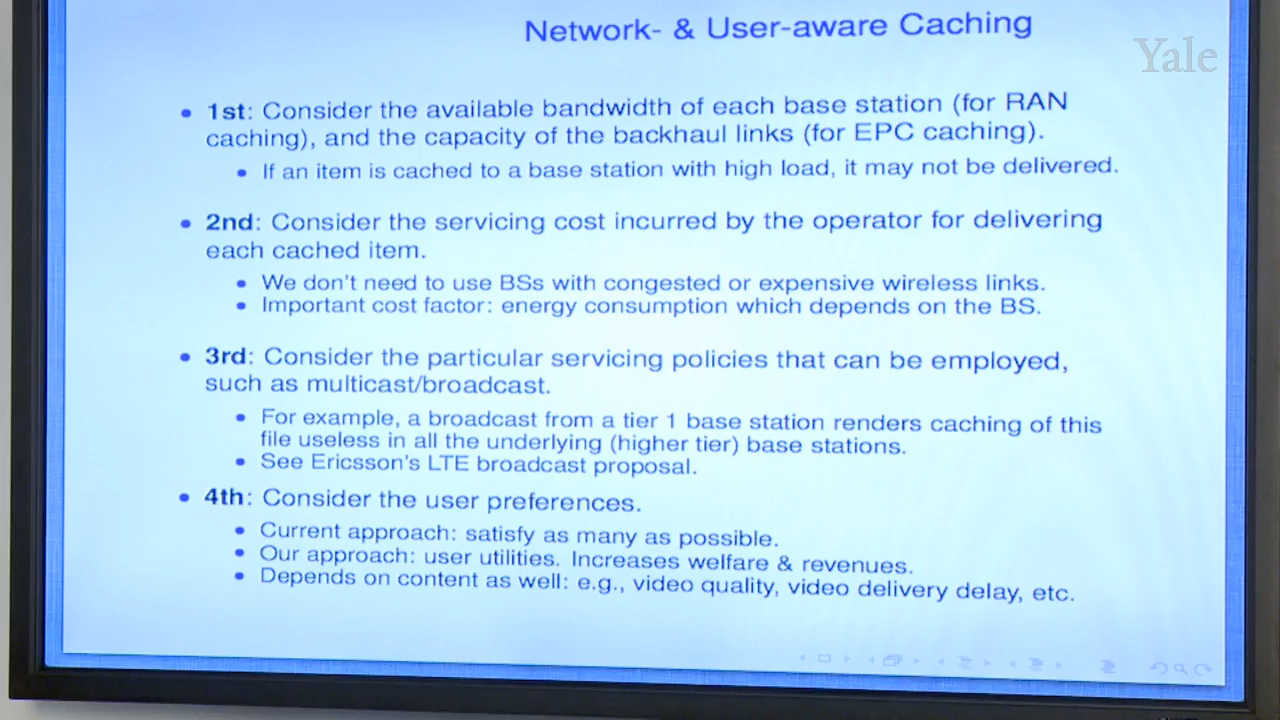 Network- & User-aware Caching
Yale
• 1st: Consider the available bandwidth of each base station (for RAN
caching), and the capacity of the backhaul links (for EPC caching).
• If an item is cached to a base station with high load, it may not be delivered.
• 2nd: Consider the servicing cost incurred by the operator for delivering
each cached item.
• We don't need to use BSs with congested or expensive wireless links.
• Important cost factor: energy consumption which depends on the BS.
• 3rd: Consider the particular servicing policies that can be employed,
such as multicast/broadcast.
• For example, a broadcast from a tier 1 base station renders caching of this
file useless in all the underlying (higher tier) base stations.
• See Ericsson's LTE broadcast proposal.
• 4th: Consider the user preferences.
• Current approach: satisfy as many as possible.
• Our approach: user utilities. Increases welfare & revenues.
• Depends on content as well: e.g., video quality, video delivery delay, etc.